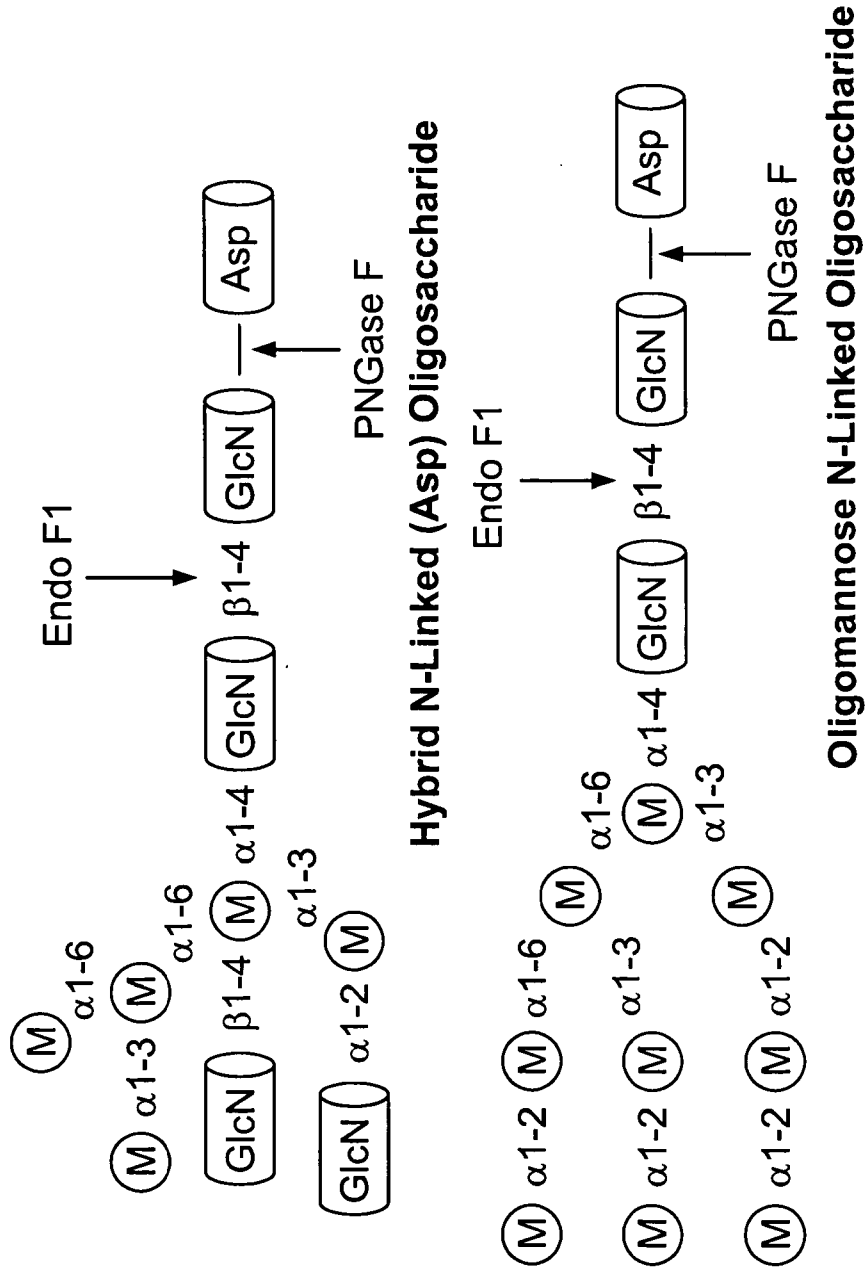 M
Endo F1
α1-6
M α1-3 M
α1-6
GlcN β1-4 M α1-4 GlcN β1-4 GlcN Asp
α1-3
GlcN α1-2 M
PNGase F
Hybrid N-Linked (Asp) Oligosaccharide
Endo F1
M α1-2 M α1-6
M
α1-6
M α1-2 M α1-3 M α1-4 GlcN β1-4 GlcN Asp
α1-3
M
M α1-2 M α1-2
PNGase F
Oligomannose N-Linked Oligosaccharide